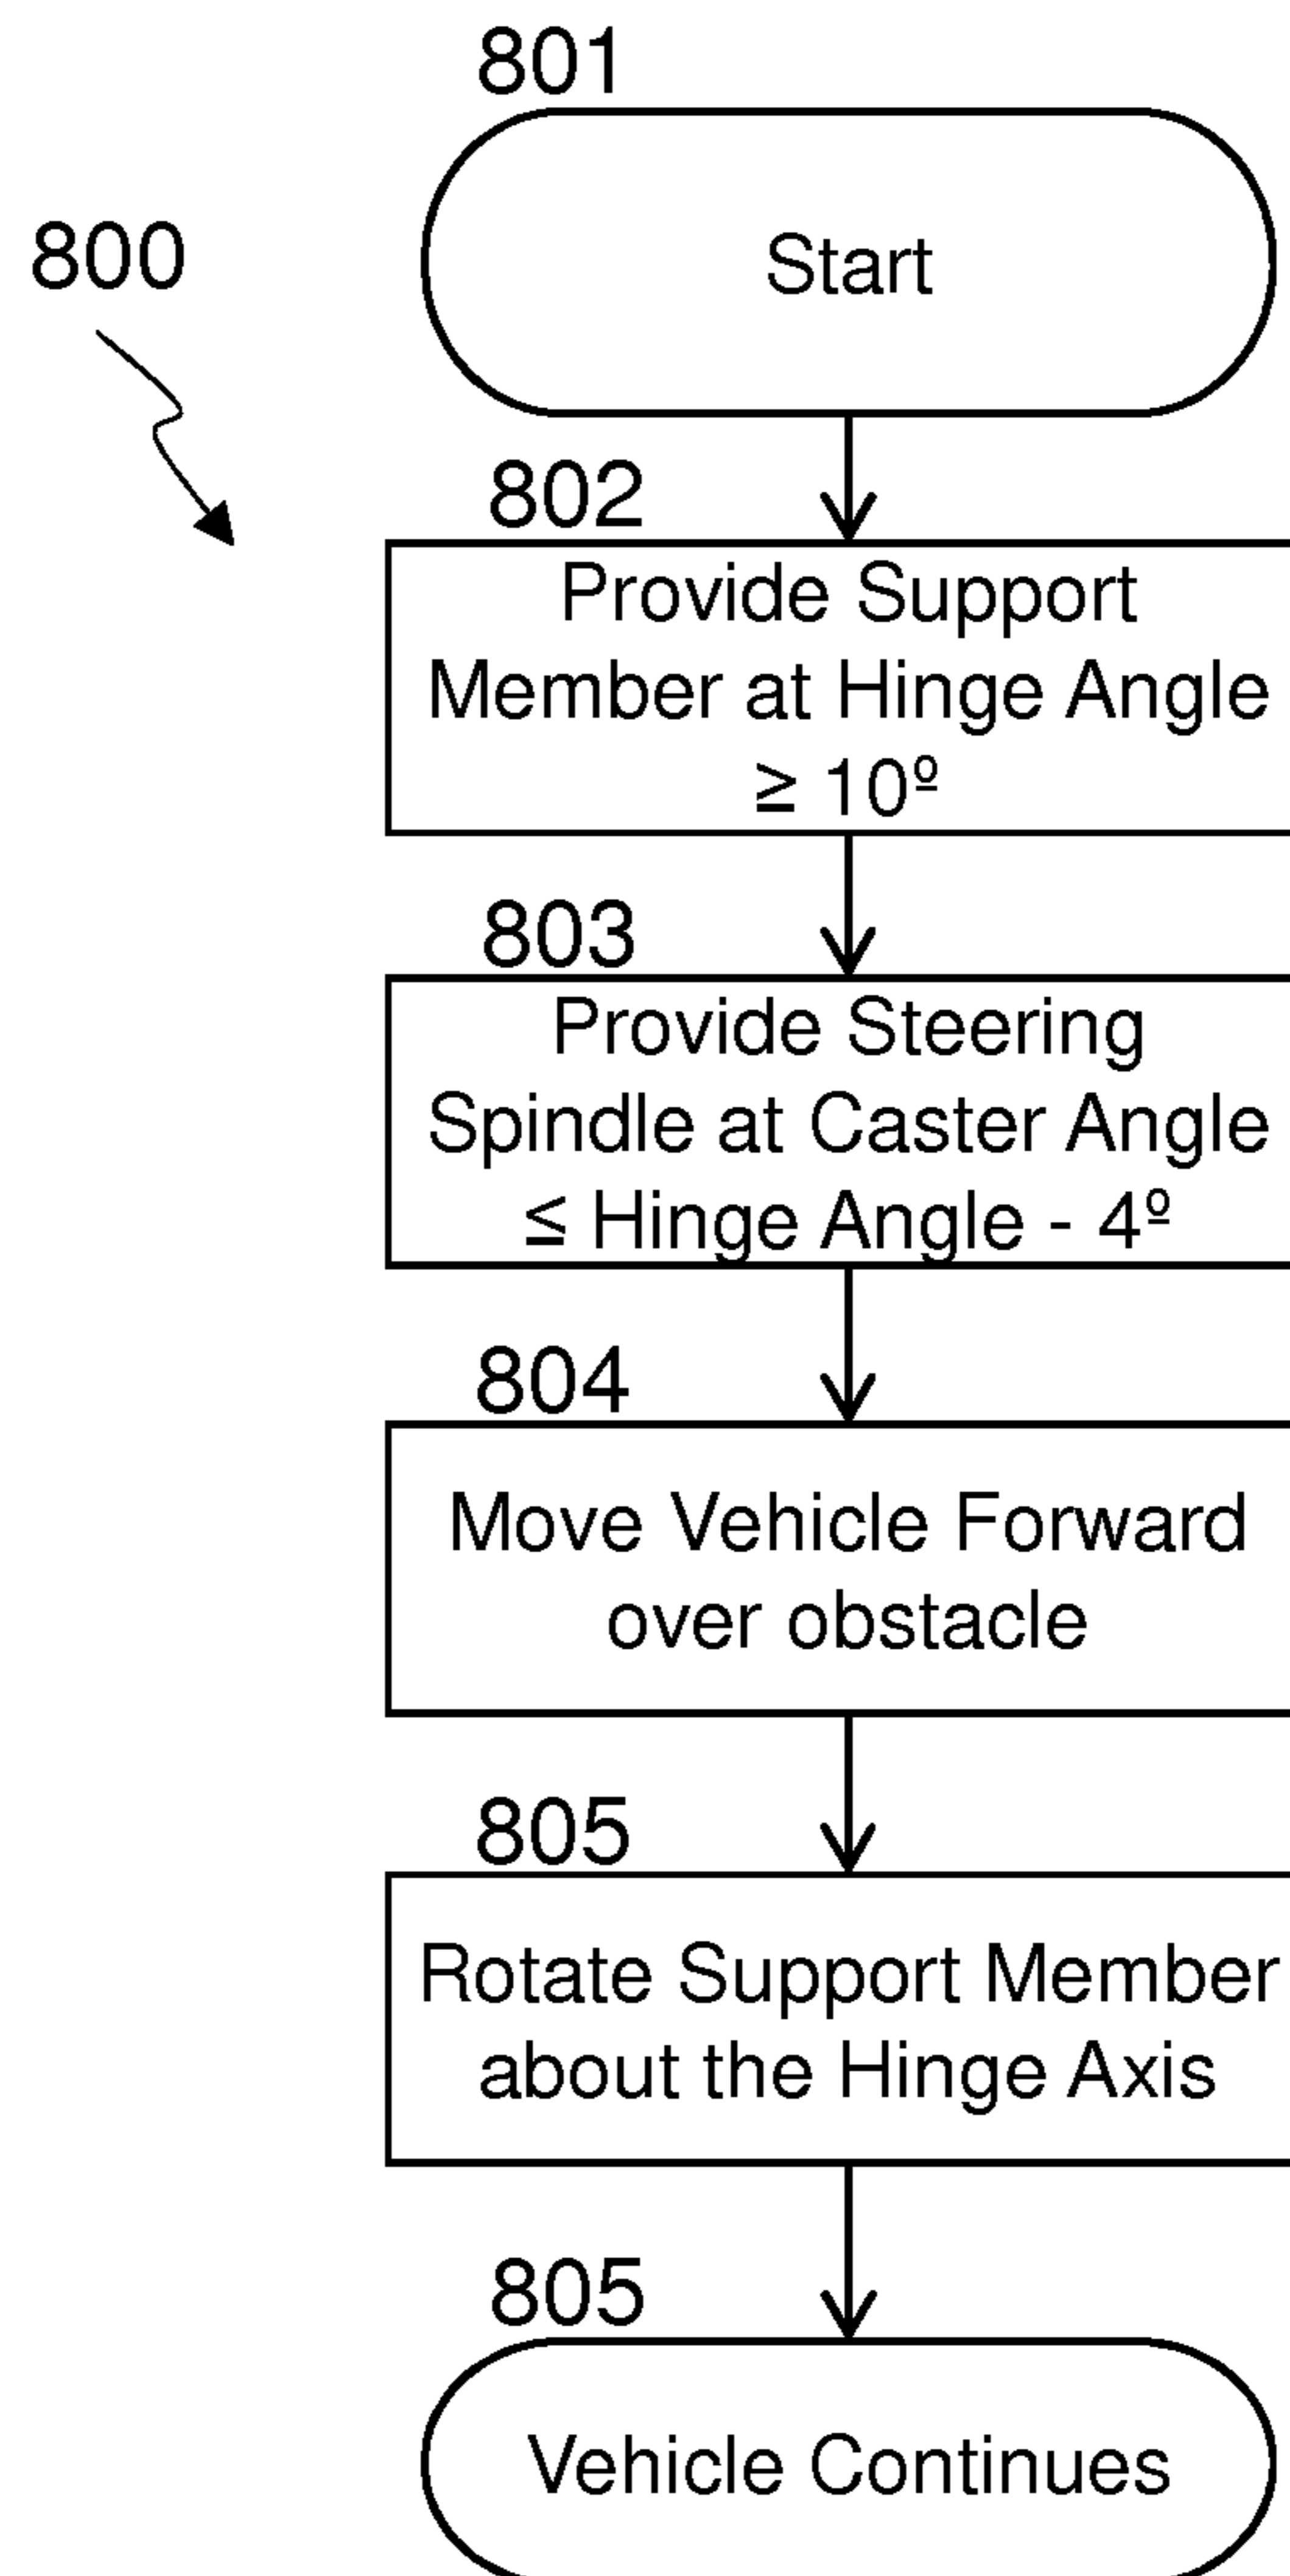 801
Start
800
802
Provide Support
Member at Hinge Angle
≥ 10º
803
Provide Steering
Spindle at Caster Angle
≤ Hinge Angle - 4º
804
Move Vehicle Forward
over obstacle
805
Rotate Support Member
about the Hinge Axis
805
Vehicle Continues